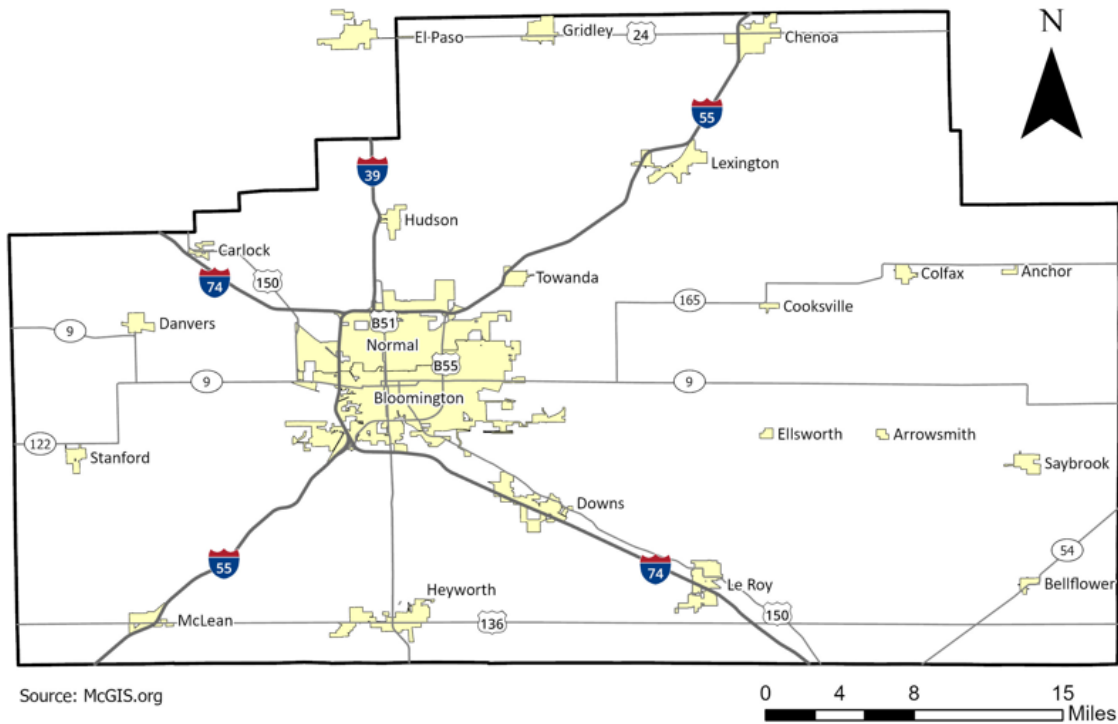 N
El Paso
Gridley
24
Chenoa
55
Lexington
39
Hudson
Carlock
150
74
Towanda
Colfax
Anchor
165
Cooksville
Danvers
9
B51
Normal
B55
9
9
Bloomington
122
Stanford
Ellsworth
Arrowsmith
Saybrook
Downs
55
74
54
Le Roy
Bellflower
Heyworth
150
McLean
136
Source: McGIS.org
0 4 8 15
Miles